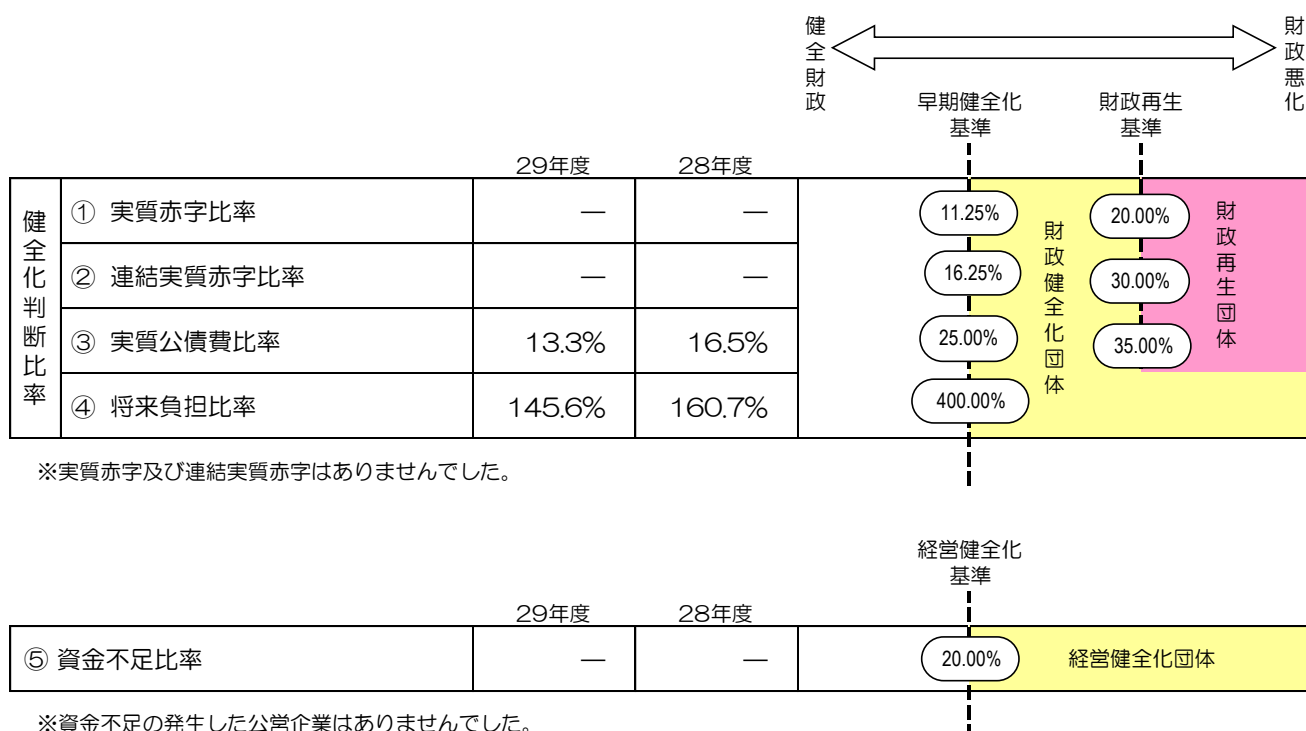 健全財政
財政悪化
早期健全化
基準
財政再生
基準
29年度 28年度
健全化判断比率
① 実質赤字比率 — — 11.25% 20.00%
② 連結実質赤字比率 — — 16.25% 30.00%
③ 実質公債費比率 13.3% 16.5% 25.00% 35.00%
④ 将来負担比率 145.6% 160.7% 400.00%
財政健全化団体
財政再生団体
※実質赤字及び連結実質赤字はありませんでした。
経営健全化
基準
29年度 28年度
⑤ 資金不足比率 — — 20.00% 経営健全化団体
※資金不足の発生した公営企業はありませんでした。